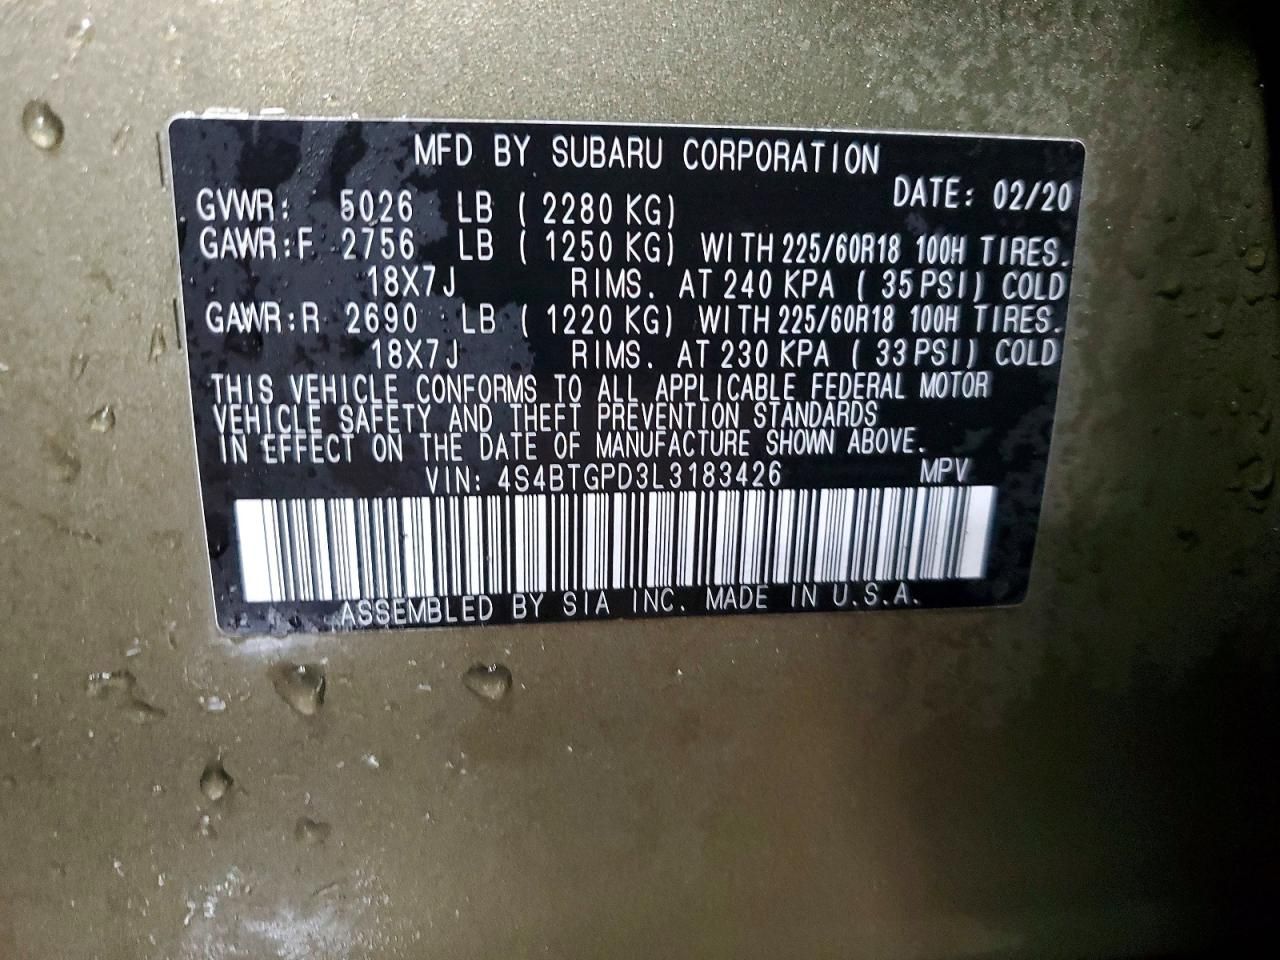 MFD BY SUBARU CORPORATION
DATE: 02/20
GVWR: 5026 LB ( 2280 KG)
GAWR:F 2756 LB ( 1250 KG) WITH 225/60R18 100H TIRES.
18X7J RIMS. AT 240 KPA ( 35 PSI) COLD
GAWR:R 2690 LB ( 1220 KG) WITH 225/60R18 100H TIRES.
18X7J RIMS. AT 230 KPA ( 33 PSI) COLD
THIS VEHICLE CONFORMS TO ALL APPLICABLE FEDERAL MOTOR
VEHICLE SAFETY AND THEFT PREVENTION STANDARDS
IN EFFECT ON THE DATE OF MANUFACTURE SHOWN ABOVE.
VIN: 4S4BTGPD3L3183426 MPV
ASSEMBLED BY SIA INC. MADE IN U.S.A.